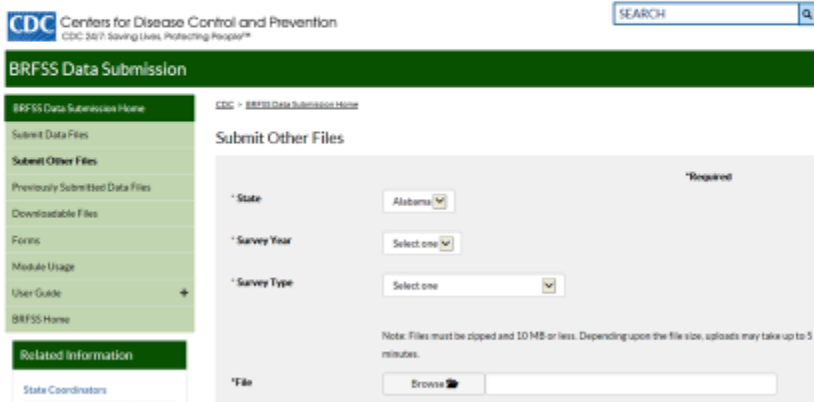 CDC Centers for Disease Control and Prevention
CDC 24/7: Saving Lives, Protecting People™
SEARCH
BRFSS Data Submission
BRFSS Data Submission Home
Submit Data Files
Submit Other Files
Previously Submitted Data Files
Downloadable Files
Forms
Module Usage
User Guide +
BRFSS Home
Related Information
State Coordinators
CDC > BRFSS Data Submission Home
Submit Other Files
*Required
*State Alabama
*Survey Year Select one
*Survey Type Select one
Note: Files must be zipped and 10 MB or less. Depending upon the file size, uploads may take up to 5
minutes.
*File Browse